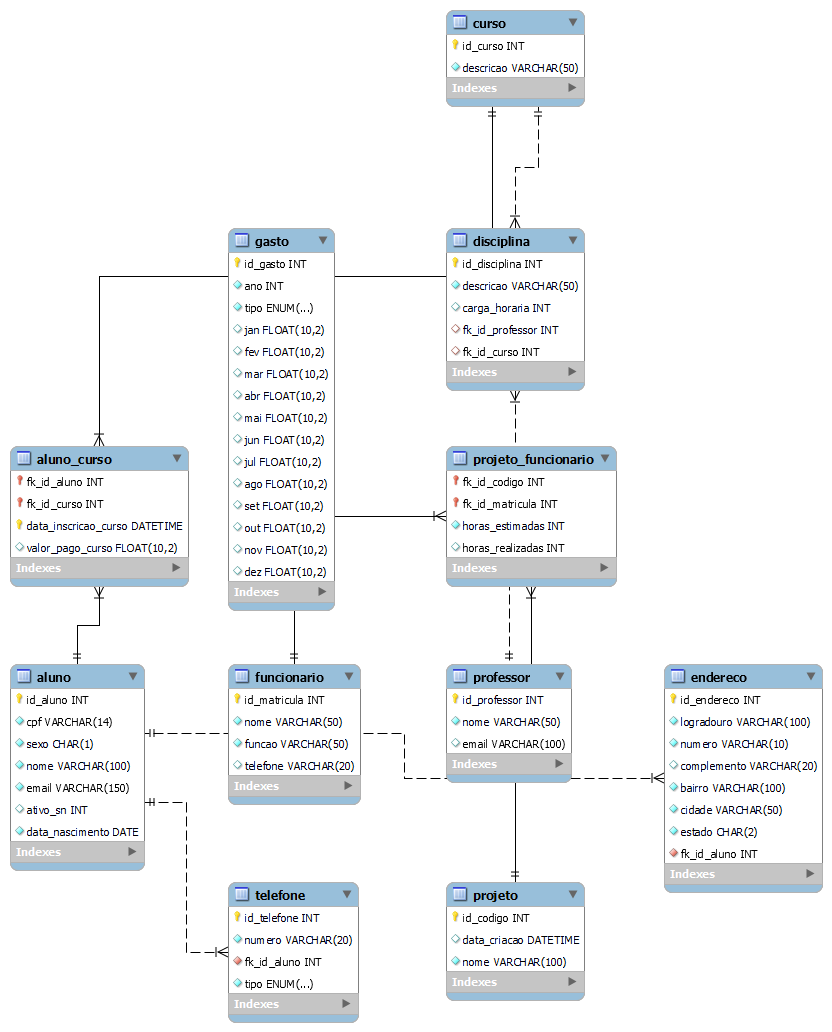 curso
id_curso INT
descricao VARCHAR(50)
Indexes
gasto
id_gasto INT
ano INT
tipo ENUM(...)
jan FLOAT(10,2)
fev FLOAT(10,2)
mar FLOAT(10,2)
abr FLOAT(10,2)
mai FLOAT(10,2)
jun FLOAT(10,2)
jul FLOAT(10,2)
ago FLOAT(10,2)
set FLOAT(10,2)
out FLOAT(10,2)
nov FLOAT(10,2)
dez FLOAT(10,2)
Indexes
disciplina
id_disciplina INT
descricao VARCHAR(50)
carga_horaria INT
fk_id_professor INT
fk_id_curso INT
Indexes
aluno_curso
fk_id_aluno INT
fk_id_curso INT
data_inscricao_curso DATETIME
valor_pago_curso FLOAT(10,2)
Indexes
projeto_funcionario
fk_id_codigo INT
fk_id_matricula INT
horas_estimadas INT
horas_realizadas INT
Indexes
aluno
id_aluno INT
cpf VARCHAR(14)
sexo CHAR(1)
nome VARCHAR(100)
email VARCHAR(150)
ativo_sn INT
data_nascimento DATE
Indexes
funcionario
id_matricula INT
nome VARCHAR(50)
funcao VARCHAR(50)
telefone VARCHAR(20)
Indexes
professor
id_professor INT
nome VARCHAR(50)
email VARCHAR(100)
Indexes
endereco
id_endereco INT
logradouro VARCHAR(100)
numero VARCHAR(10)
complemento VARCHAR(20)
bairro VARCHAR(100)
cidade VARCHAR(50)
estado CHAR(2)
fk_id_aluno INT
Indexes
telefone
id_telefone INT
numero VARCHAR(20)
fk_id_aluno INT
tipo ENUM(...)
Indexes
projeto
id_codigo INT
data_criacao DATETIME
nome VARCHAR(100)
Indexes